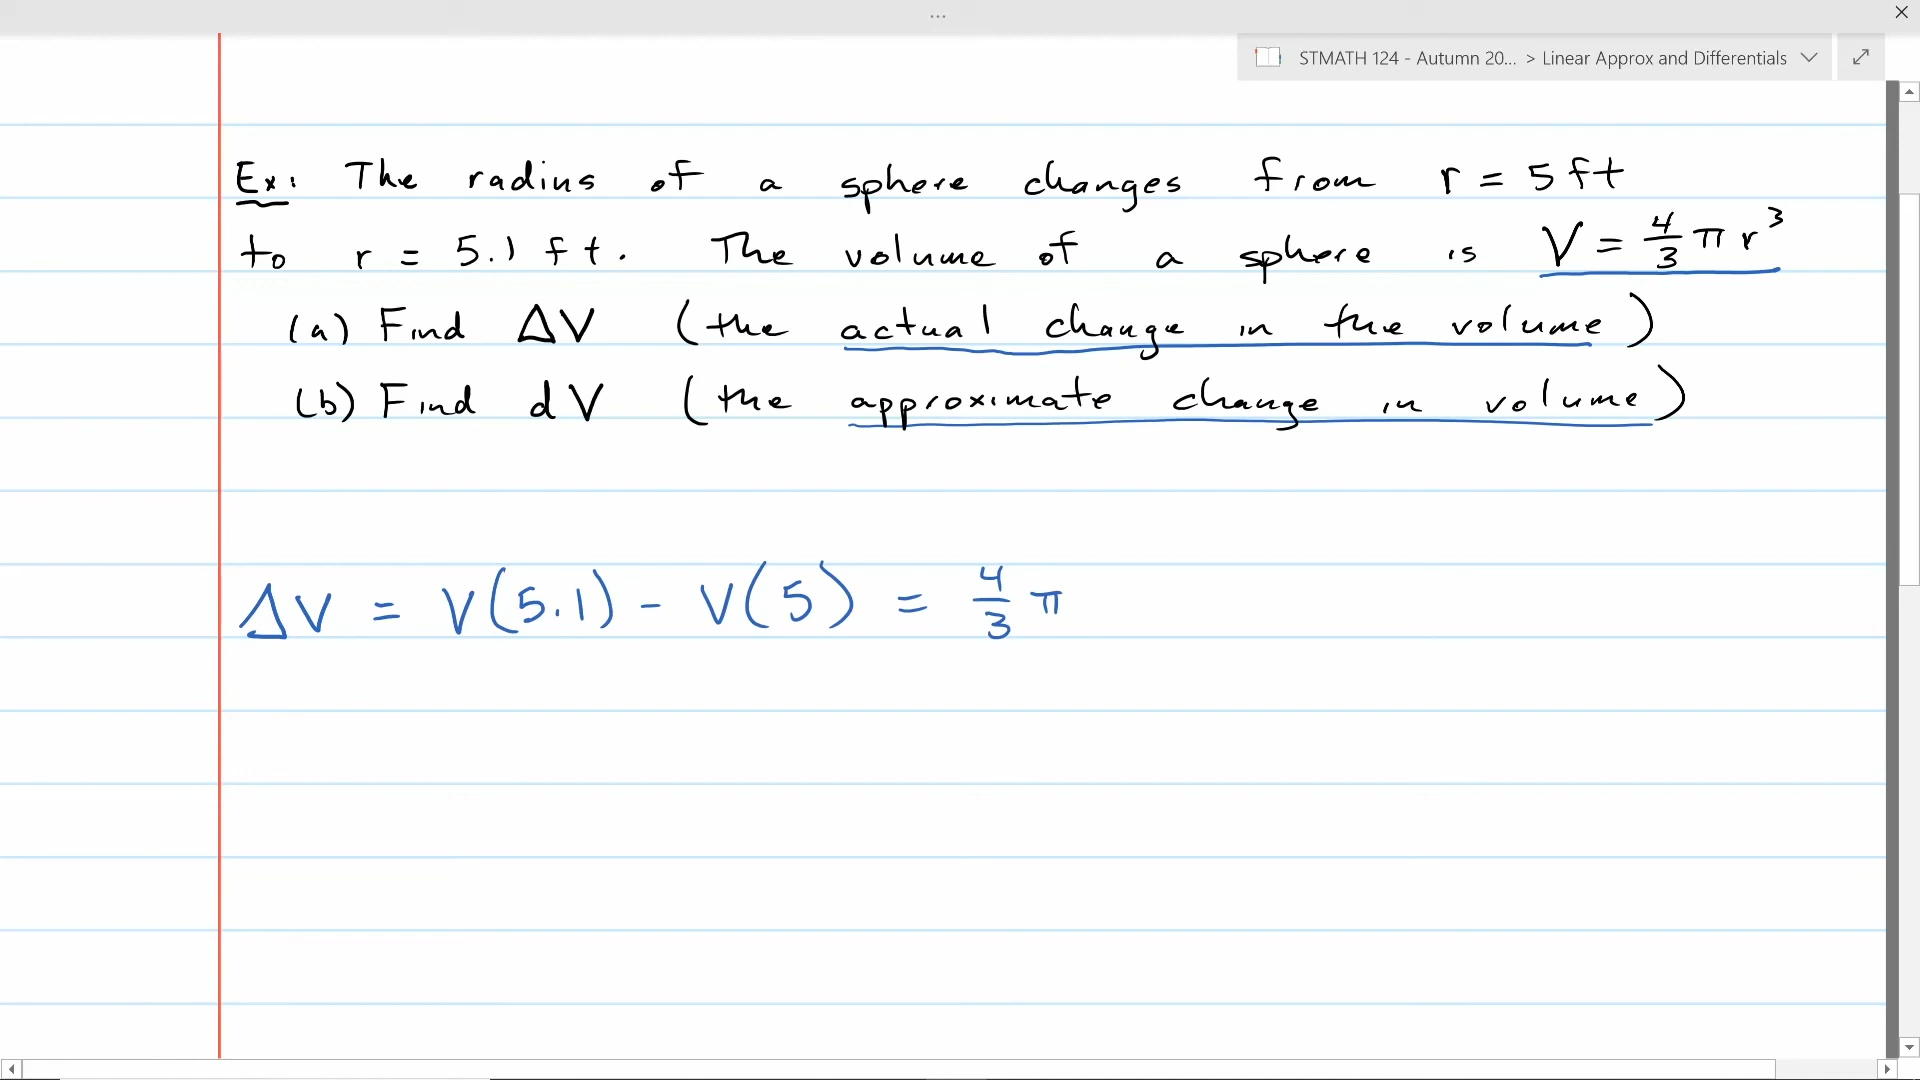 ...
STMATH 124 - Autumn 20... > Linear Approx and Differentials
Ex: The radius of a sphere changes from r = 5 ft
to r = 5.1 ft. The volume of a sphere is V = 4/3 π r³
(a) Find ΔV (the actual change in the volume)
(b) Find dV (the approximate change in volume)
ΔV = V(5.1) - V(5) = 4/3 π